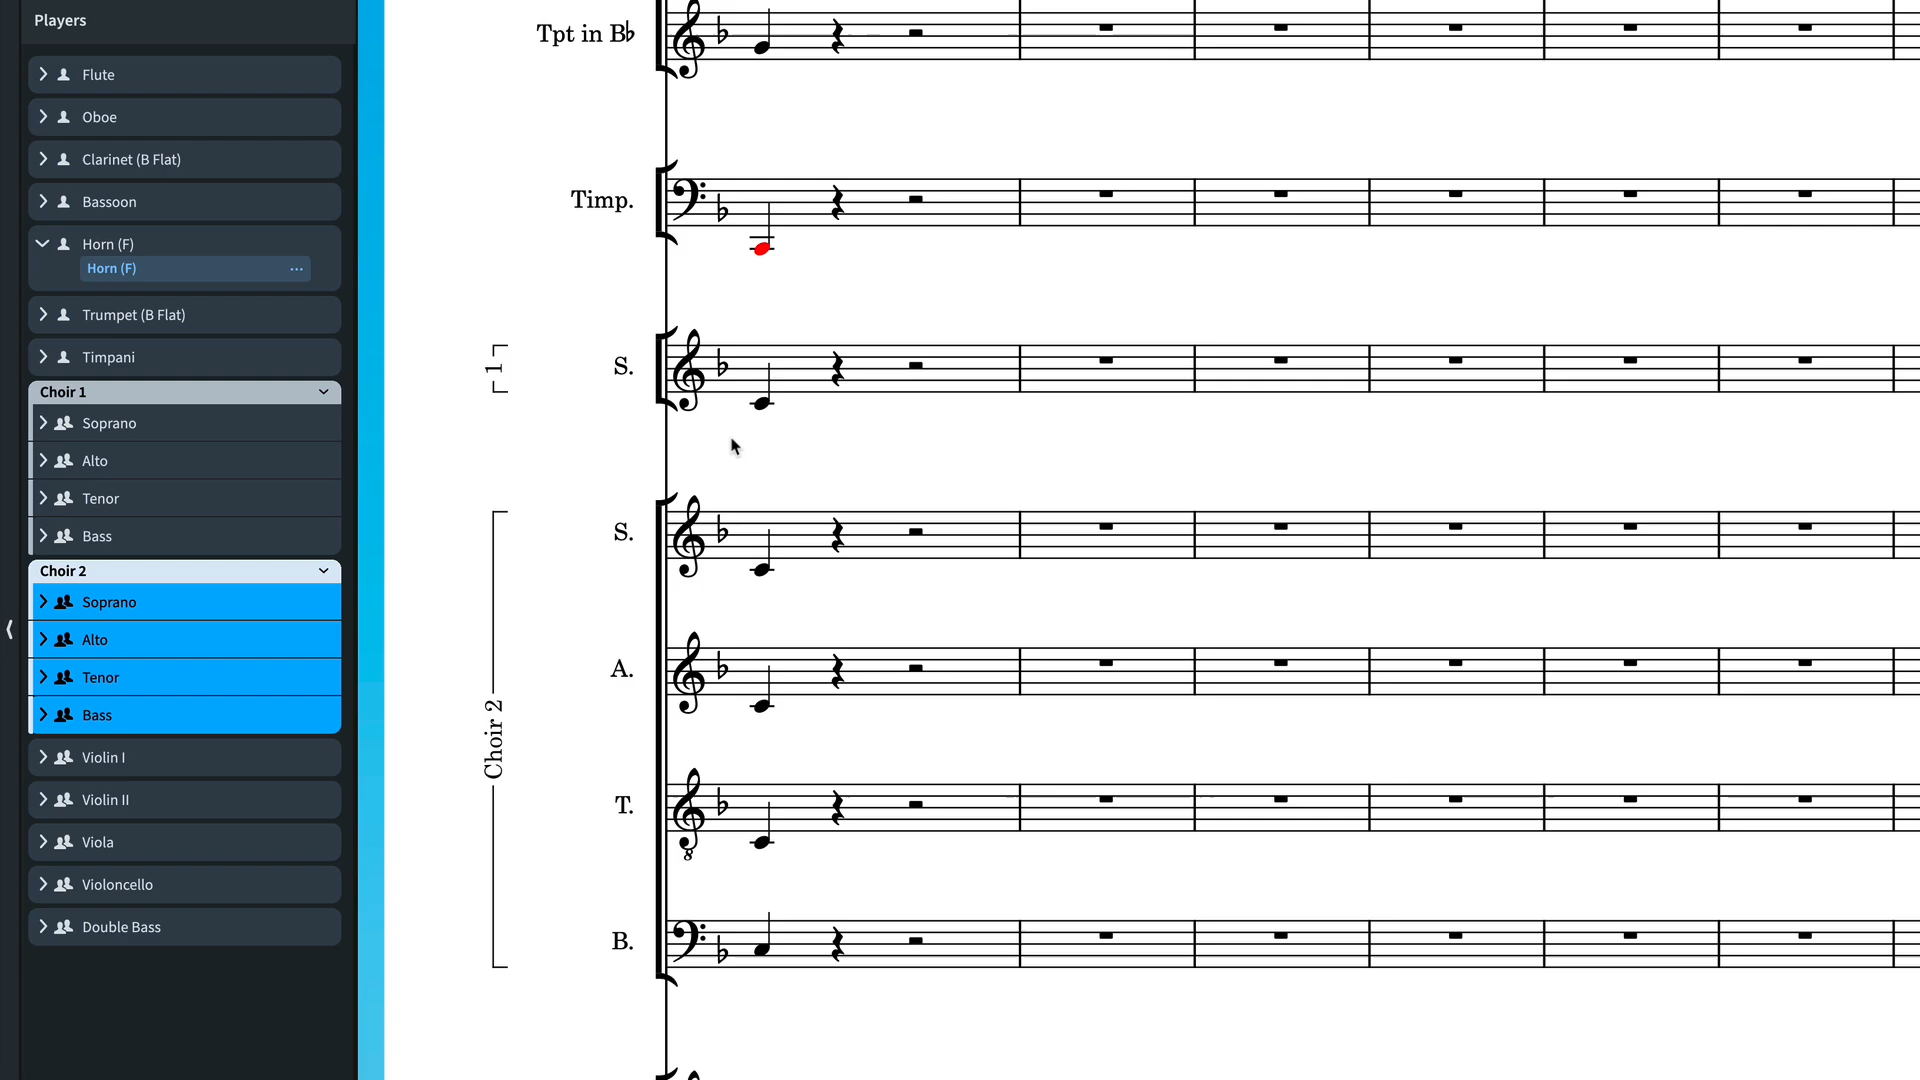 Players
Flute
Oboe
Clarinet (B Flat)
Bassoon
Horn (F)
Horn (F)
Trumpet (B Flat)
Timpani
Choir 1
Soprano
Alto
Tenor
Bass
Choir 2
Soprano
Alto
Tenor
Bass
Violin I
Violin II
Viola
Violoncello
Double Bass
Tpt in B♭
Timp.
1
S.
Choir 2
S.
A.
T.
8
B.